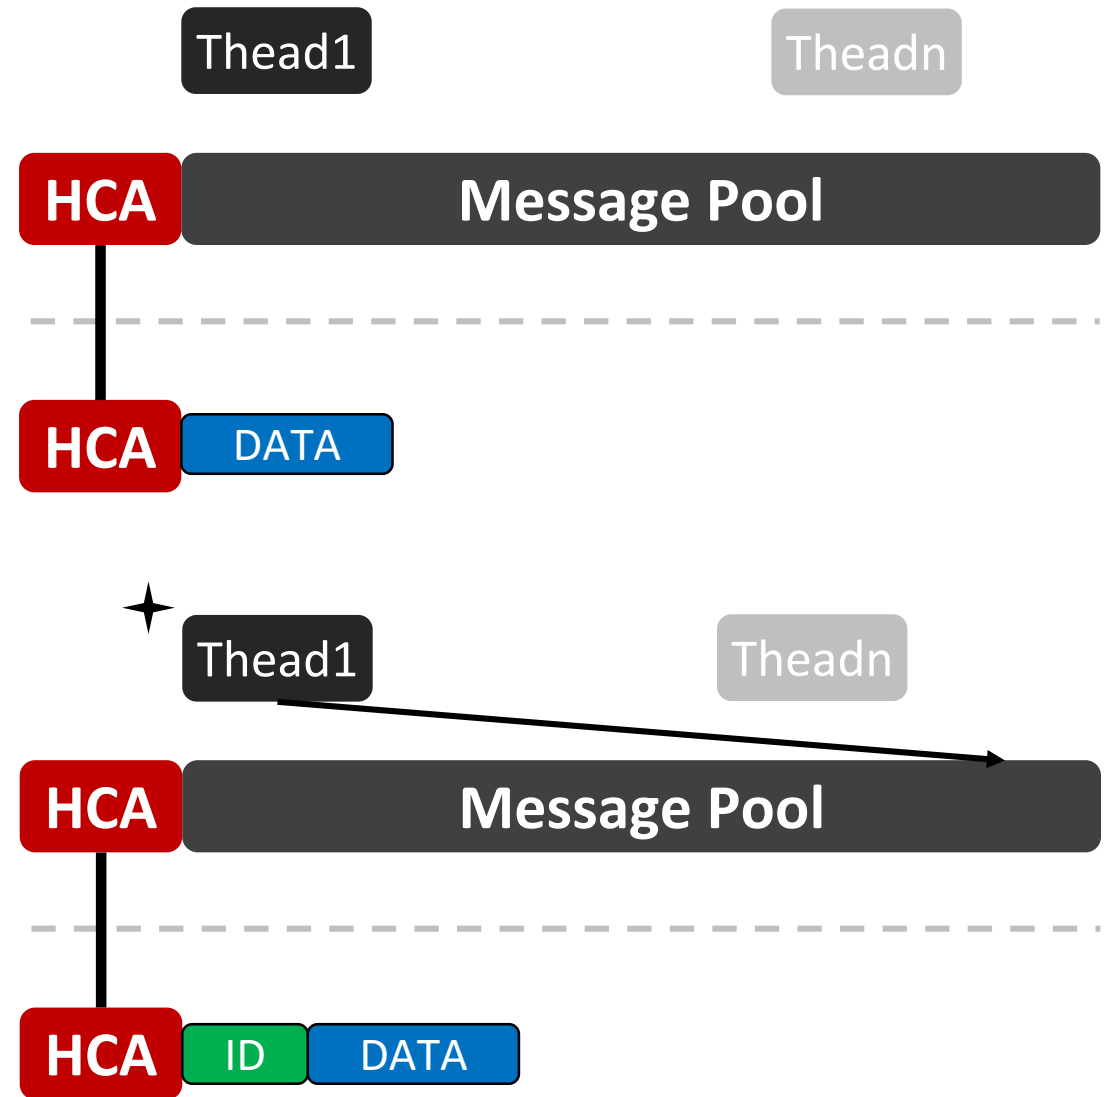 Thead1
Theadn
HCA
Message Pool
HCA
DATA
Thead1
Theadn
HCA
Message Pool
HCA
ID
DATA